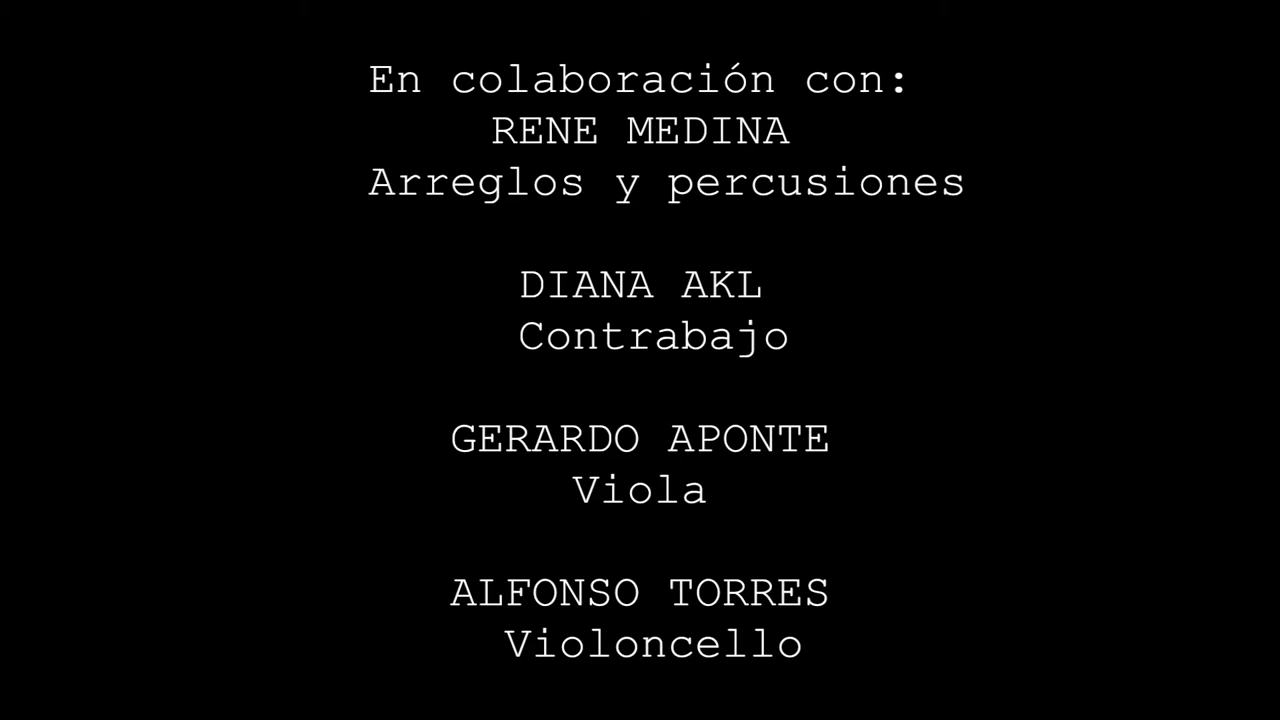 En colaboración con:
RENE MEDINA
Arreglos y percusiones
DIANA AKL
Contrabajo
GERARDO APONTE
Viola
ALFONSO TORRES
Violoncello